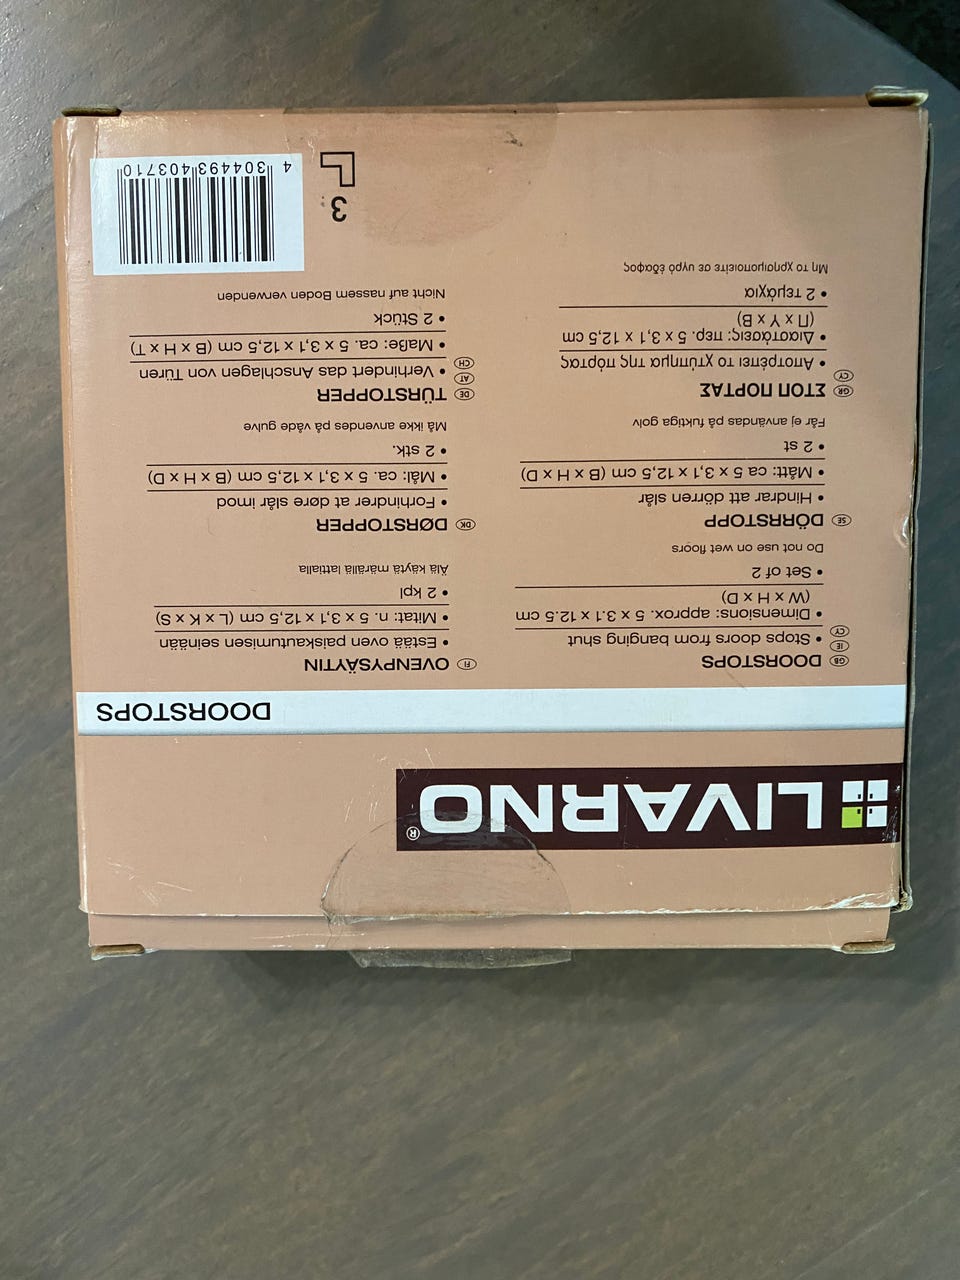 LIVARNO®
DOORSTOPS
GB IE CY
DOORSTOPS
• Stops doors from banging shut
• Dimensions: approx. 5 x 3.1 x 12.5 cm
(W x H x D)
• Set of 2
Do not use on wet floors
SE
DÖRRSTOPP
• Hindrar att dörren slår
• Mått: ca 5 x 3,1 x 12,5 cm (B x H x D)
• 2 st
Får ej användas på fuktiga golv
GR CY
ΣΤΟΠ ΠΟΡΤΑΣ
• Αποτρέπει το χτύπημα της πόρτας
• Διαστάσεις: περ. 5 x 3,1 x 12,5 cm
(Π x Υ x Β)
• 2 τεμάχια
Μη το χρησιμοποιείτε σε υγρό έδαφος
FI
OVENPYSÄYTIN
• Estää oven paiskautumisen seinään
• Mitat: n. 5 x 3,1 x 12,5 cm (L x K x S)
• 2 kpl
Älä käytä märällä lattialla
DK
DØRSTOPPER
• Forhindrer at døre slår imod
• Mål: ca. 5 x 3,1 x 12,5 cm (B x H x D)
• 2 stk.
Må ikke anvendes på våde gulve
DE AT CH
TÜRSTOPPER
• Verhindert das Anschlagen von Türen
• Maße: ca. 5 x 3,1 x 12,5 cm (B x H x T)
• 2 Stück
Nicht auf nassem Boden verwenden
3
L
4 304493 403710